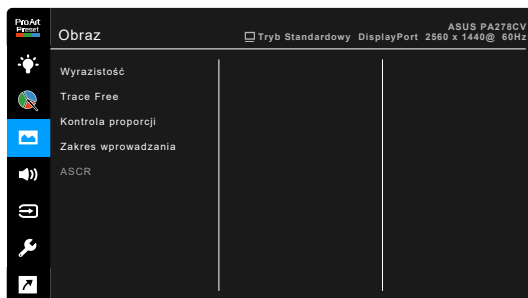 ProArt
Preset
Obraz
ASUS PA278CV
Tryb Standardowy DisplayPort 2560 x 1440@ 60Hz
Wyrazistość
Trace Free
Kontrola proporcji
Zakres wprowadzania
ASCR